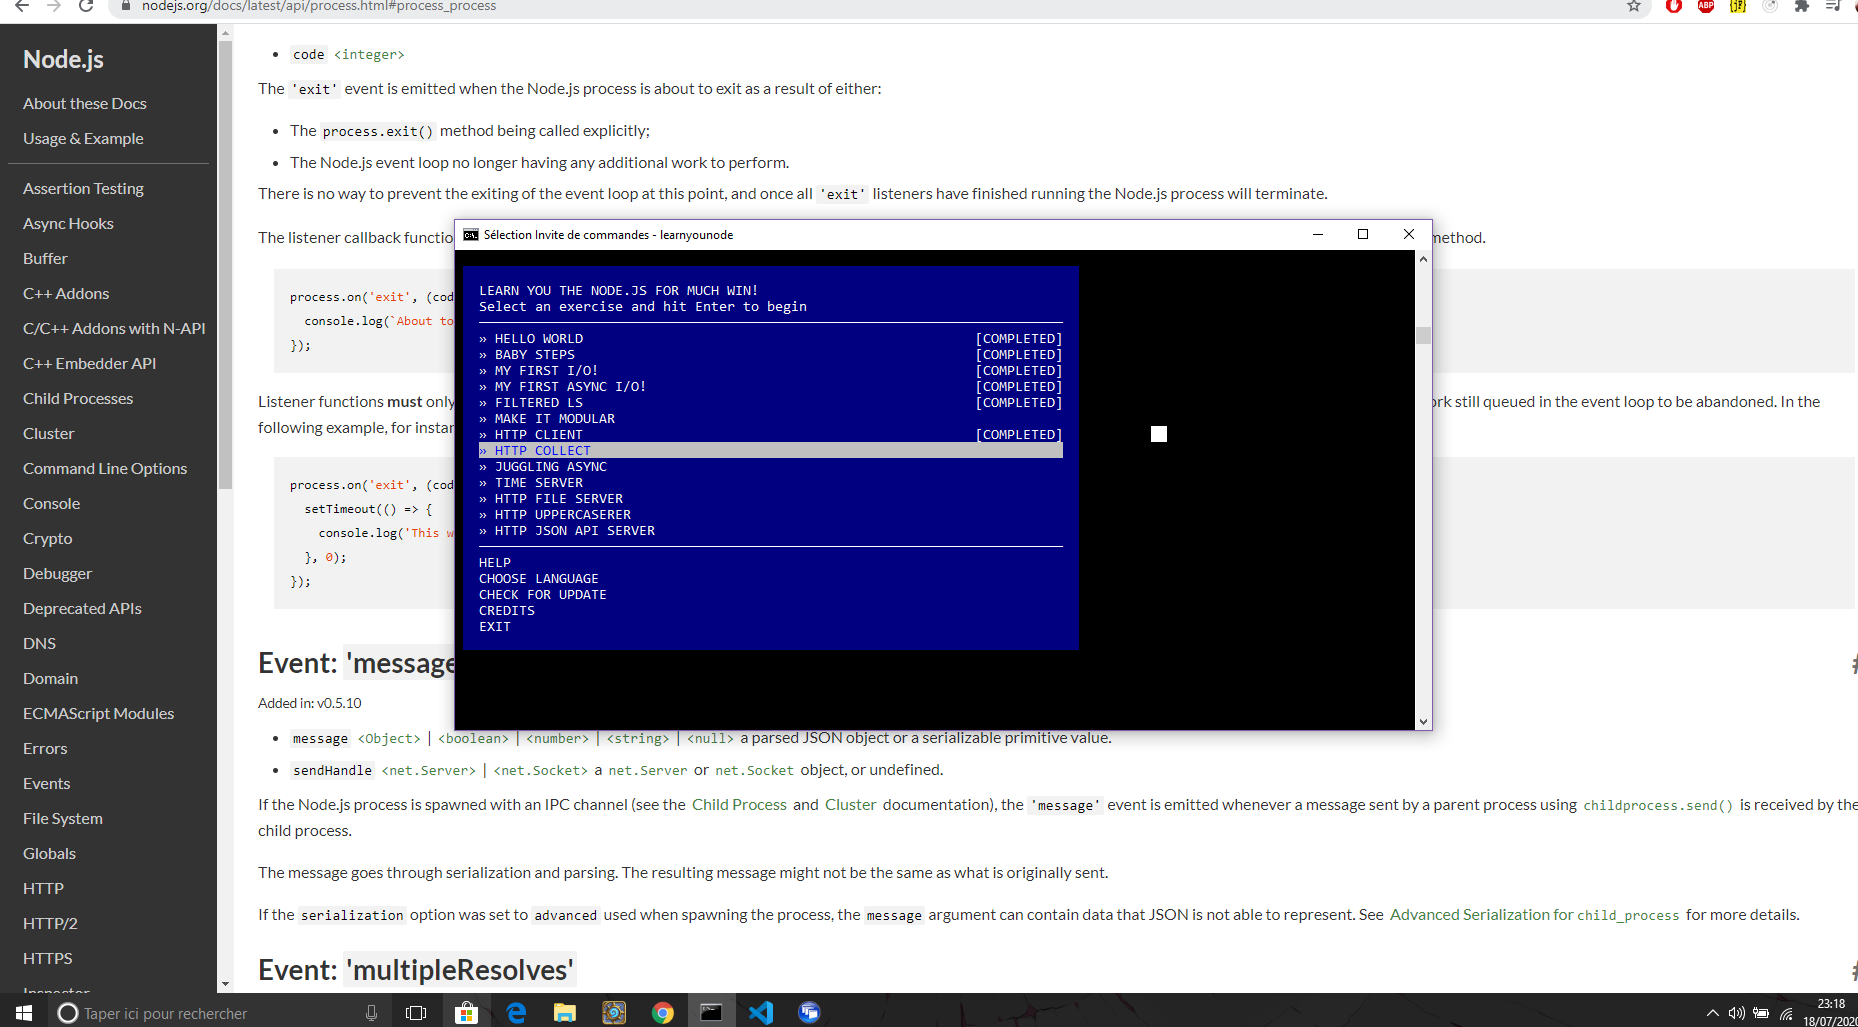 nodejs.org/docs/latest/api/process.html#process_process
ABP
Node.js
About these Docs
Usage & Example
Assertion Testing
Async Hooks
Buffer
C++ Addons
C/C++ Addons with N-API
C++ Embedder API
Child Processes
Cluster
Command Line Options
Console
Crypto
Debugger
Deprecated APIs
DNS
Domain
ECMAScript Modules
Errors
Events
File System
Globals
HTTP
HTTP/2
HTTPS
Inspector
• code <integer>
The 'exit' event is emitted when the Node.js process is about to exit as a result of either:
• The process.exit() method being called explicitly;
• The Node.js event loop no longer having any additional work to perform.
There is no way to prevent the exiting of the event loop at this point, and once all 'exit' listeners have finished running the Node.js process will terminate.
The listener callback functio method.
process.on('exit', (cod
console.log(`About to
});
Listener functions must only ork still queued in the event loop to be abandoned. In the
following example, for instan
process.on('exit', (cod
setTimeout(() => {
console.log('This w
}, 0);
});
Sélection Invite de commandes - learnyounode
LEARN YOU THE NODE.JS FOR MUCH WIN!
Select an exercise and hit Enter to begin
» HELLO WORLD [COMPLETED]
» BABY STEPS [COMPLETED]
» MY FIRST I/O! [COMPLETED]
» MY FIRST ASYNC I/O! [COMPLETED]
» FILTERED LS [COMPLETED]
» MAKE IT MODULAR
» HTTP CLIENT [COMPLETED]
» HTTP COLLECT
» JUGGLING ASYNC
» TIME SERVER
» HTTP FILE SERVER
» HTTP UPPERCASERER
» HTTP JSON API SERVER
HELP
CHOOSE LANGUAGE
CHECK FOR UPDATE
CREDITS
EXIT
Event: 'message #
Added in: v0.5.10
• message <Object> | <boolean> | <number> | <string> | <null> a parsed JSON object or a serializable primitive value.
• sendHandle <net.Server> | <net.Socket> a net.Server or net.Socket object, or undefined.
If the Node.js process is spawned with an IPC channel (see the Child Process and Cluster documentation), the 'message' event is emitted whenever a message sent by a parent process using childprocess.send() is received by the
child process.
The message goes through serialization and parsing. The resulting message might not be the same as what is originally sent.
If the serialization option was set to advanced used when spawning the process, the message argument can contain data that JSON is not able to represent. See Advanced Serialization for child_process for more details.
Event: 'multipleResolves' #
Taper ici pour rechercher
23:18
18/07/2020